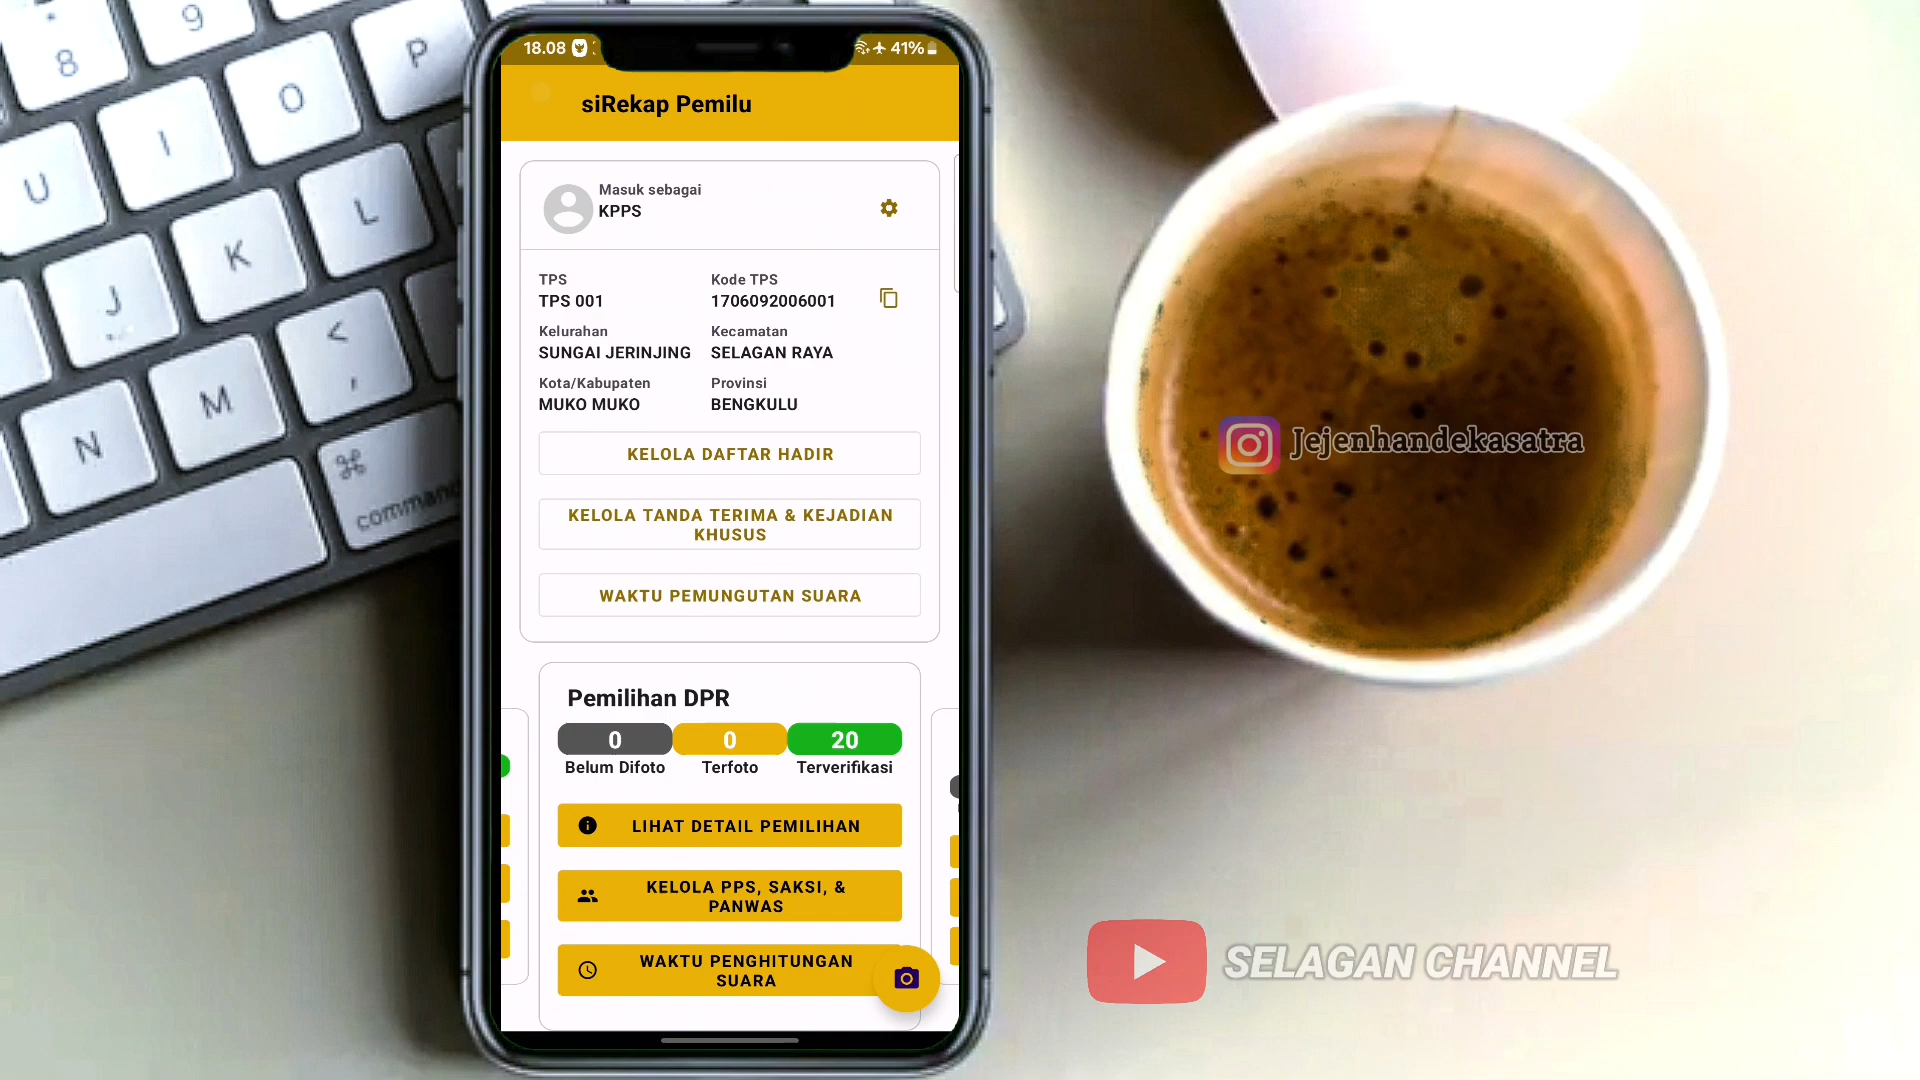 18.08
41%
siRekap Pemilu
Masuk sebagai
KPPS
TPS
Kode TPS
TPS 001
1706092006001
Kelurahan
Kecamatan
SUNGAI JERINJING
SELAGAN RAYA
Kota/Kabupaten
Provinsi
MUKO MUKO
BENGKULU
KELOLA DAFTAR HADIR
KELOLA TANDA TERIMA & KEJADIAN
KHUSUS
WAKTU PEMUNGUTAN SUARA
Pemilihan DPR
0
0
20
Belum Difoto
Terfoto
Terverifikasi
LIHAT DETAIL PEMILIHAN
KELOLA PPS, SAKSI, &
PANWAS
WAKTU PENGHITUNGAN
SUARA
8
9
P
U
I
O
J
K
L
N
M
<
,
⌘
command
Jejenhandekasatra
SELAGAN CHANNEL